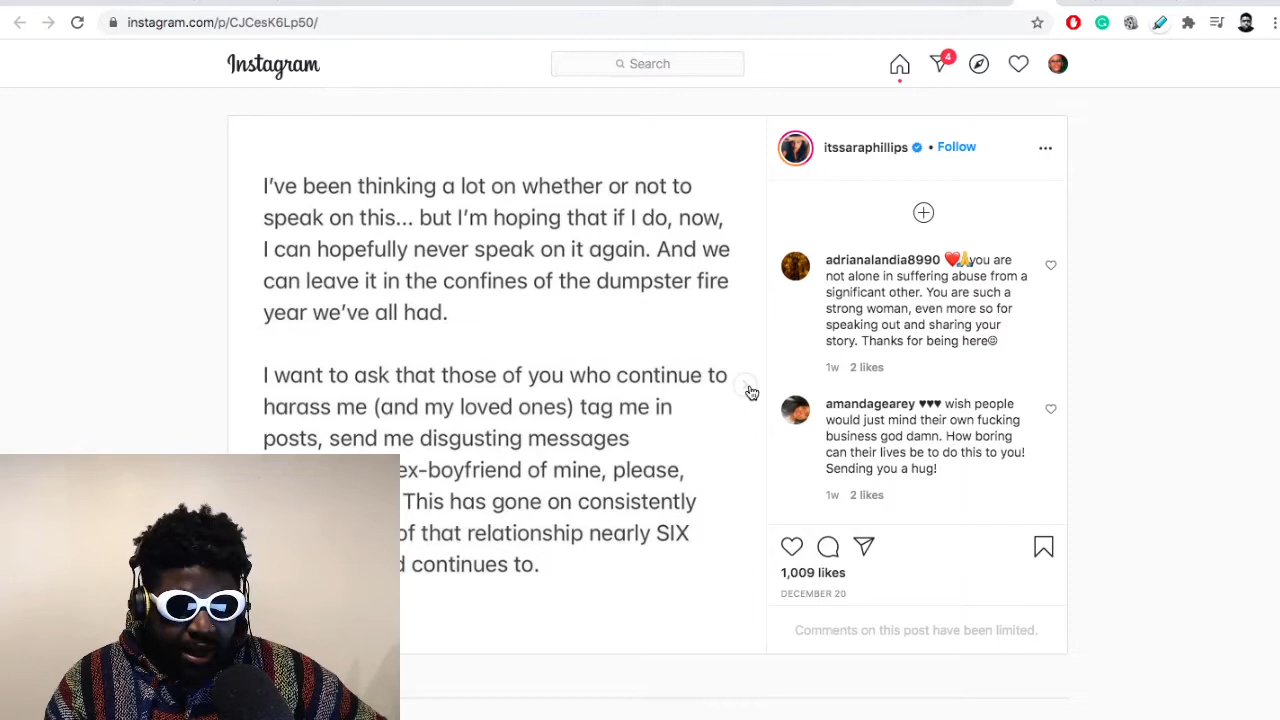 instagram.com/p/CJCesK6Lp50/
Instagram
Search
4
I've been thinking a lot on whether or not to
speak on this... but I'm hoping that if I do, now,
I can hopefully never speak on it again. And we
can leave it in the confines of the dumpster fire
year we've all had.
I want to ask that those of you who continue to
harass me (and my loved ones) tag me in
posts, send me disgusting messages
ex-boyfriend of mine, please,
This has gone on consistently
of that relationship nearly SIX
continues to.
itssaraphillips • Follow
adrianalandia8990 ❤️🙏you are
not alone in suffering abuse from a
significant other. You are such a
strong woman, even more so for
speaking out and sharing your
story. Thanks for being here☺
1w 2 likes
amandagearey ♥♥♥ wish people
would just mind their own fucking
business god damn. How boring
can their lives be to do this to you!
Sending you a hug!
1w 2 likes
1,009 likes
DECEMBER 20
Comments on this post have been limited.